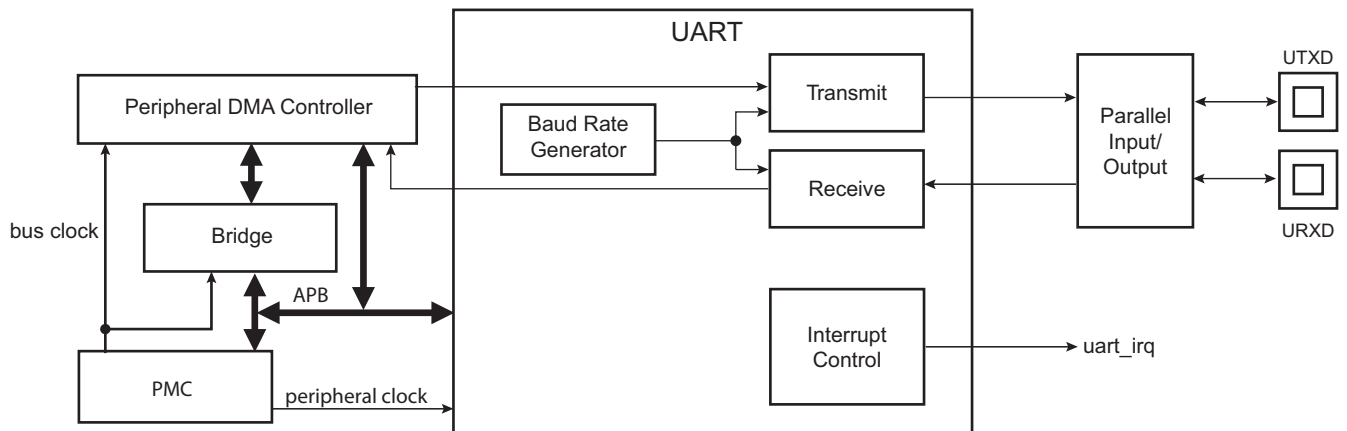 UART
UTXD
Peripheral DMA Controller
Transmit
Baud Rate
Generator
Parallel
Input/
Output
Receive
bus clock
Bridge
URXD
APB
Interrupt
Control
uart_irq
PMC
peripheral clock